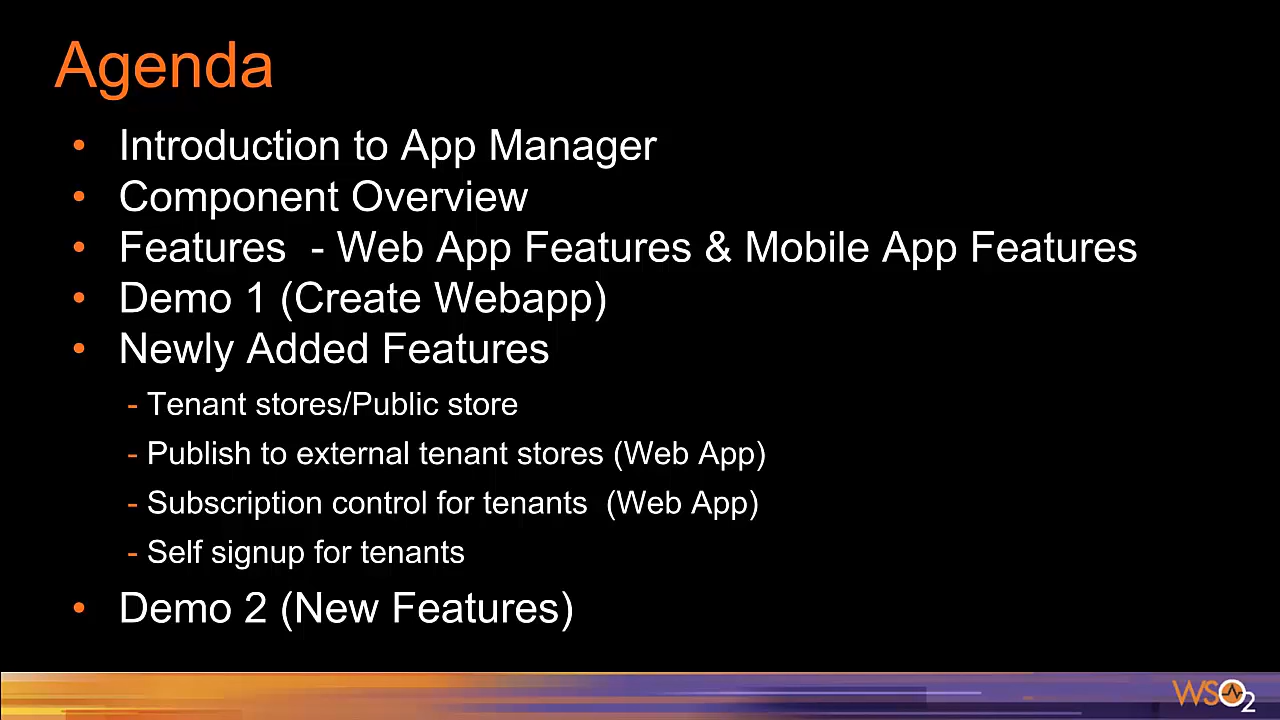 Agenda
• Introduction to App Manager
• Component Overview
• Features - Web App Features & Mobile App Features
• Demo 1 (Create Webapp)
• Newly Added Features
- Tenant stores/Public store
- Publish to external tenant stores (Web App)
- Subscription control for tenants (Web App)
- Self signup for tenants
• Demo 2 (New Features)
WSO2